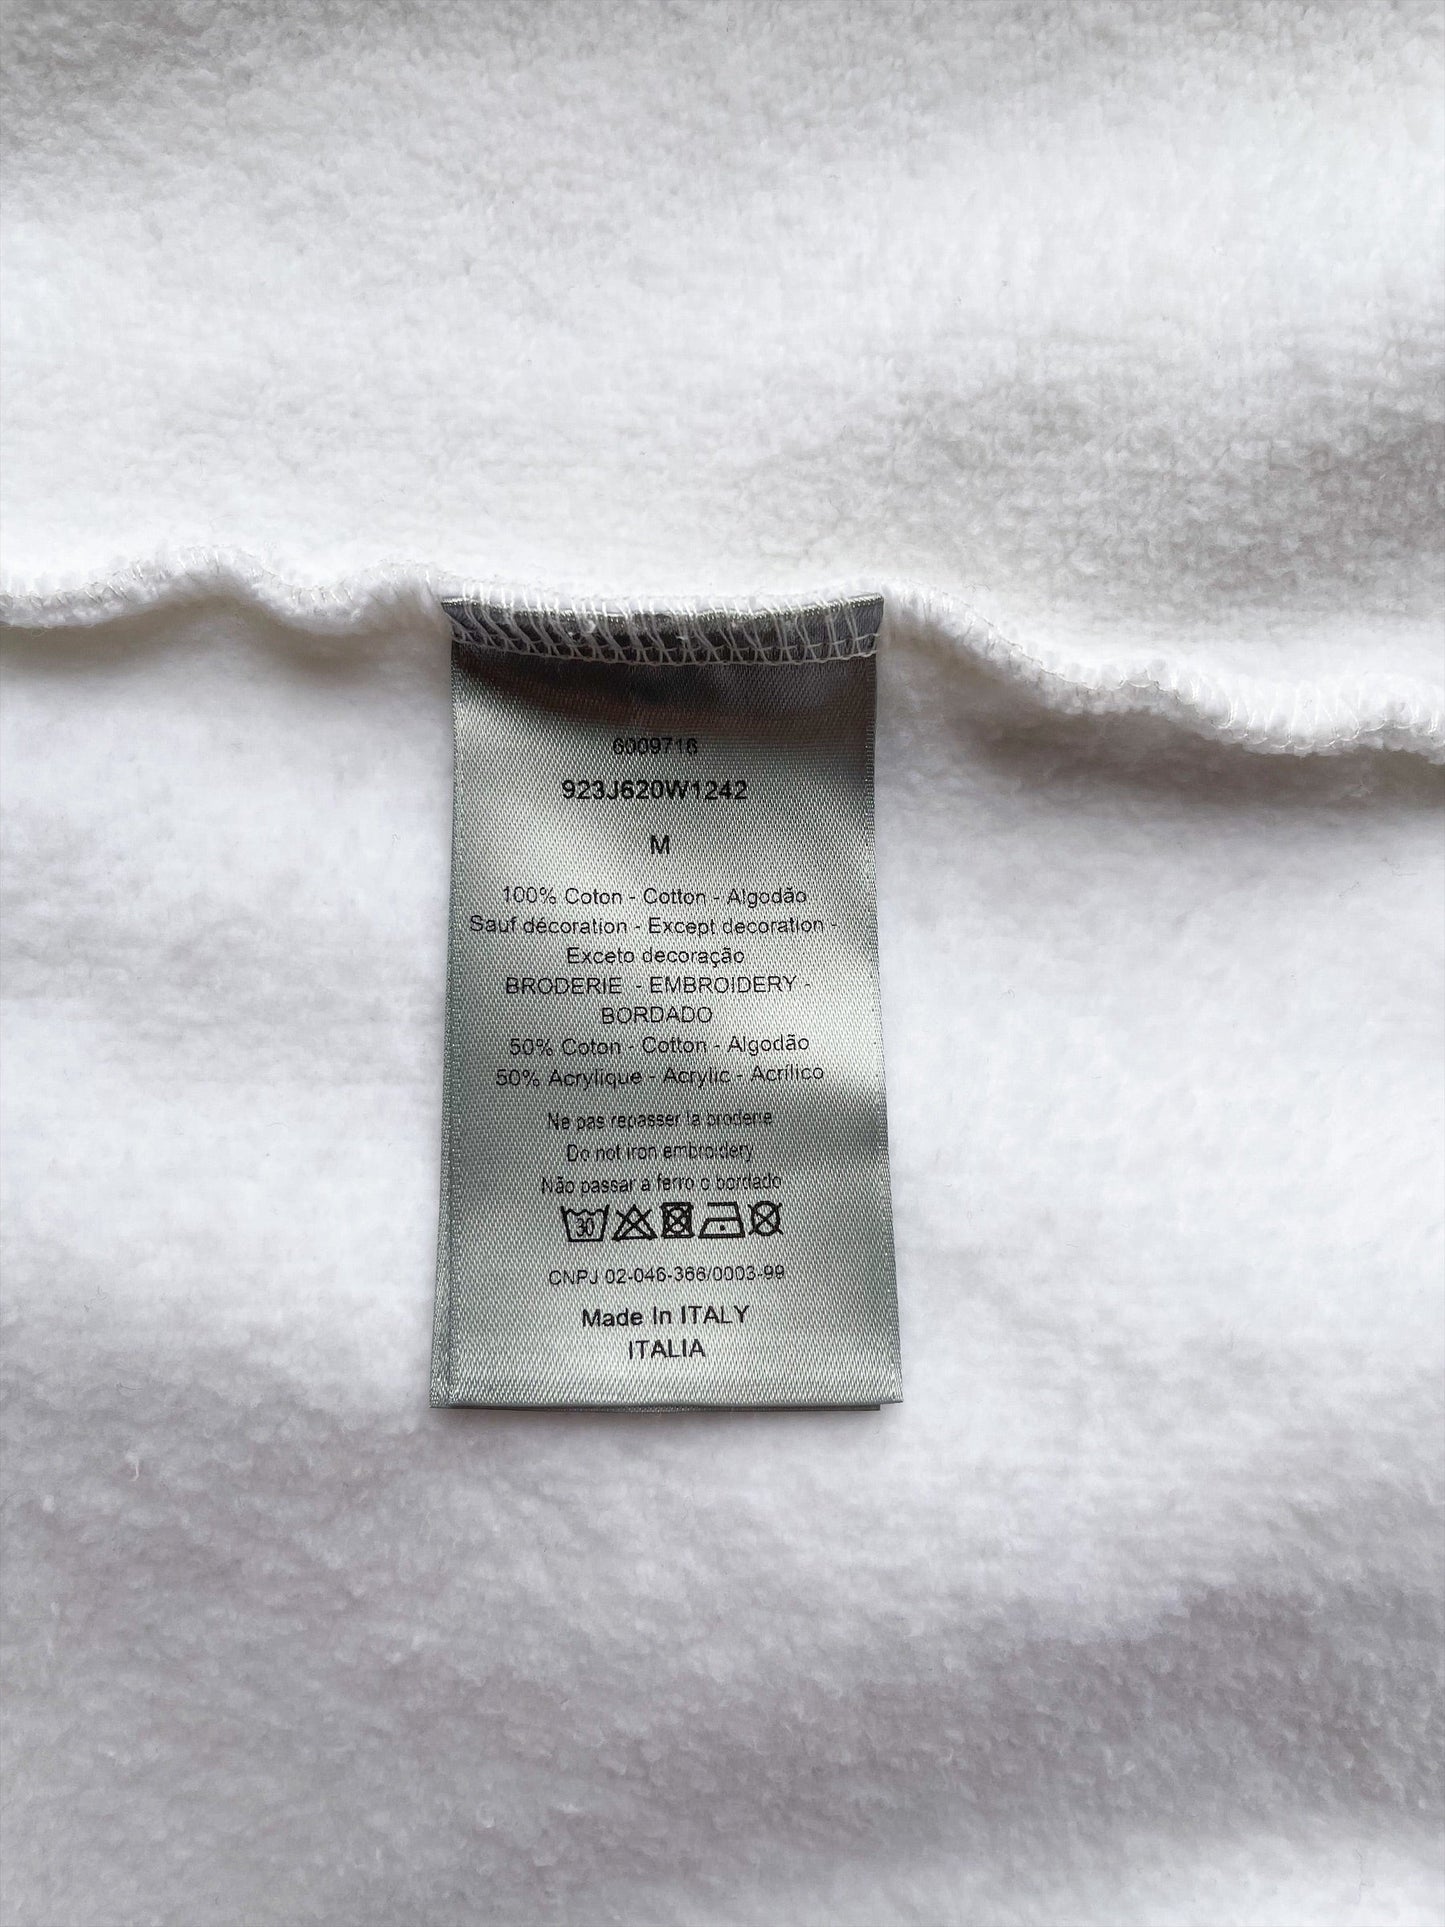 6009716
923J620W1242
M
100% Coton - Cotton - Algodão
Sauf décoration - Except decoration -
Exceto decoração
BRODERIE - EMBROIDERY -
BORDADO
50% Coton - Cotton - Algodão
50% Acrylique - Acrylic - Acrílico
Ne pas repasser la broderie
Do not iron embroidery
Não passar a ferro o bordado
30
CNPJ 02-046-366/0003-99
Made In ITALY
ITALIA